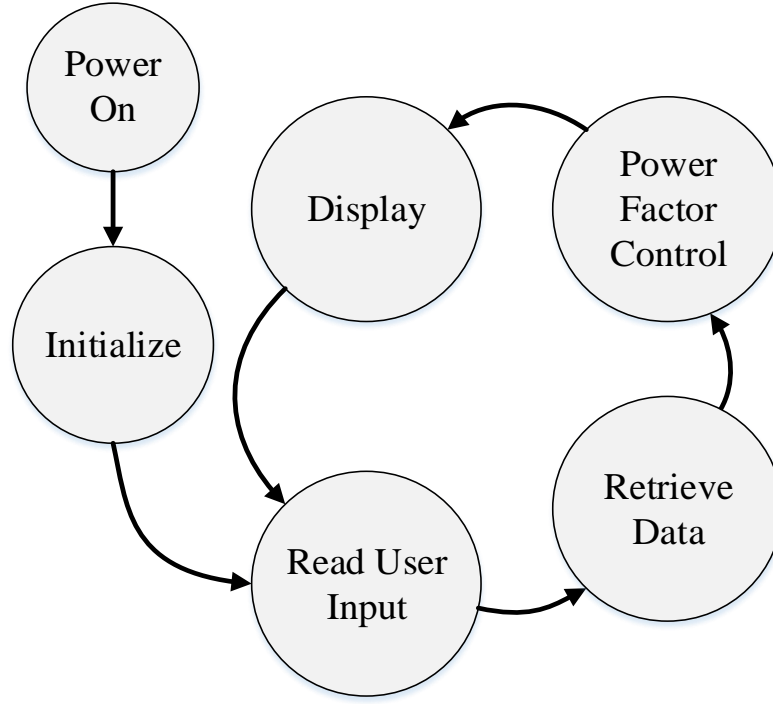 Power
On
Initialize
Display
Power
Factor
Control
Read User
Input
Retrieve
Data